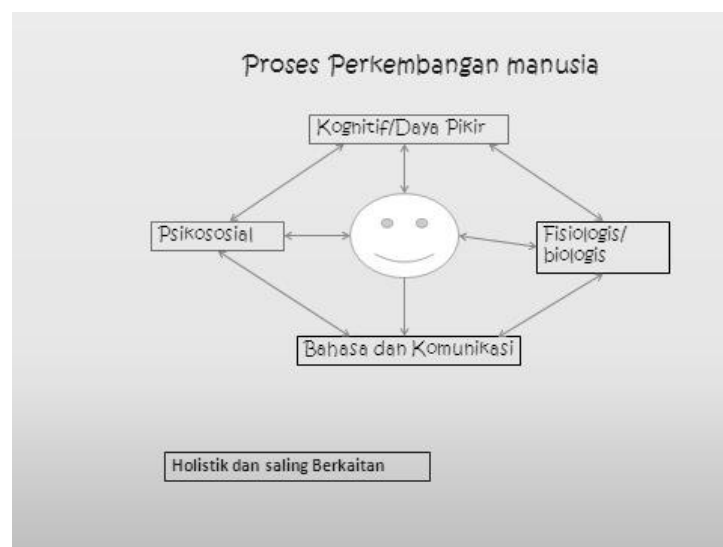 Proses Perkembangan manusia
Kognitif/Daya Pikir
Psikososial
Fisiologis/
biologis
Bahasa dan Komunikasi
Holistik dan saling Berkaitan